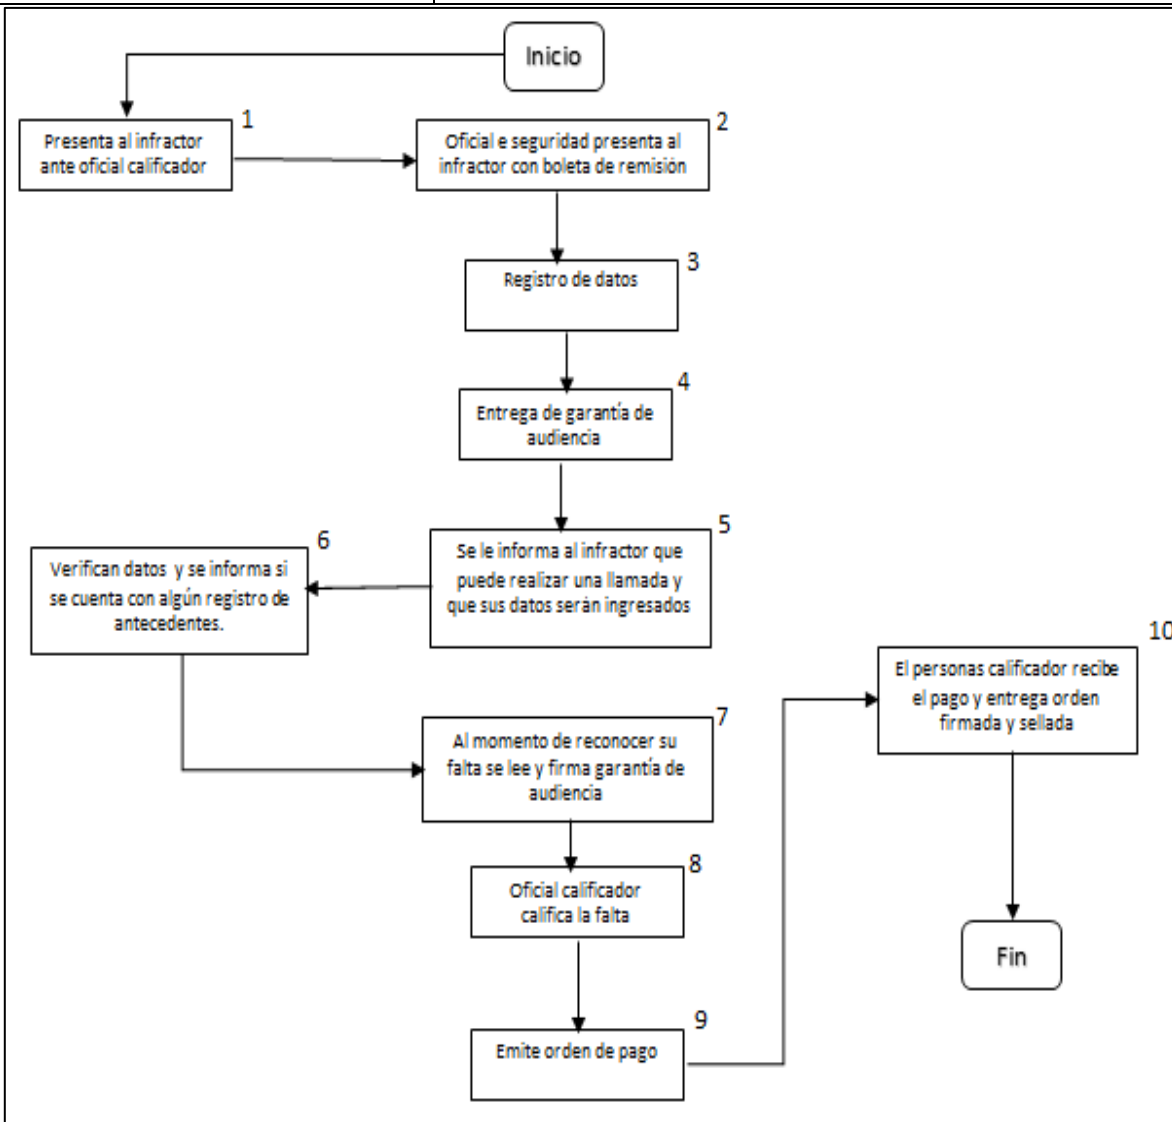 Inicio
1
Presenta al infractor
ante oficial calificador
2
Oficial e seguridad presenta al
infractor con boleta de remisión
3
Registro de datos
4
Entrega de garantía de
audiencia
5
Se le informa al infractor que
puede realizar una llamada y
que sus datos serán ingresados
6
Verifican datos y se informa si
se cuenta con algún registro de
antecedentes.
7
Al momento de reconocer su
falta se lee y firma garantía de
audiencia
8
Oficial calificador
califica la falta
9
Emite orden de pago
10
El personas calificador recibe
el pago y entrega orden
firmada y sellada
Fin